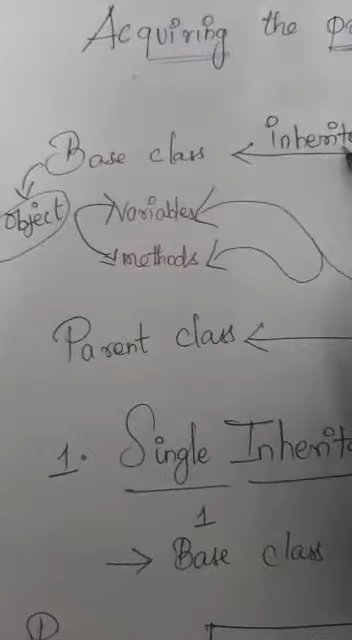 Acquiring the
Base class ← inherit
object
Variables
methods
Parent class ←
1. Single Inherit
1
→ Base class
①